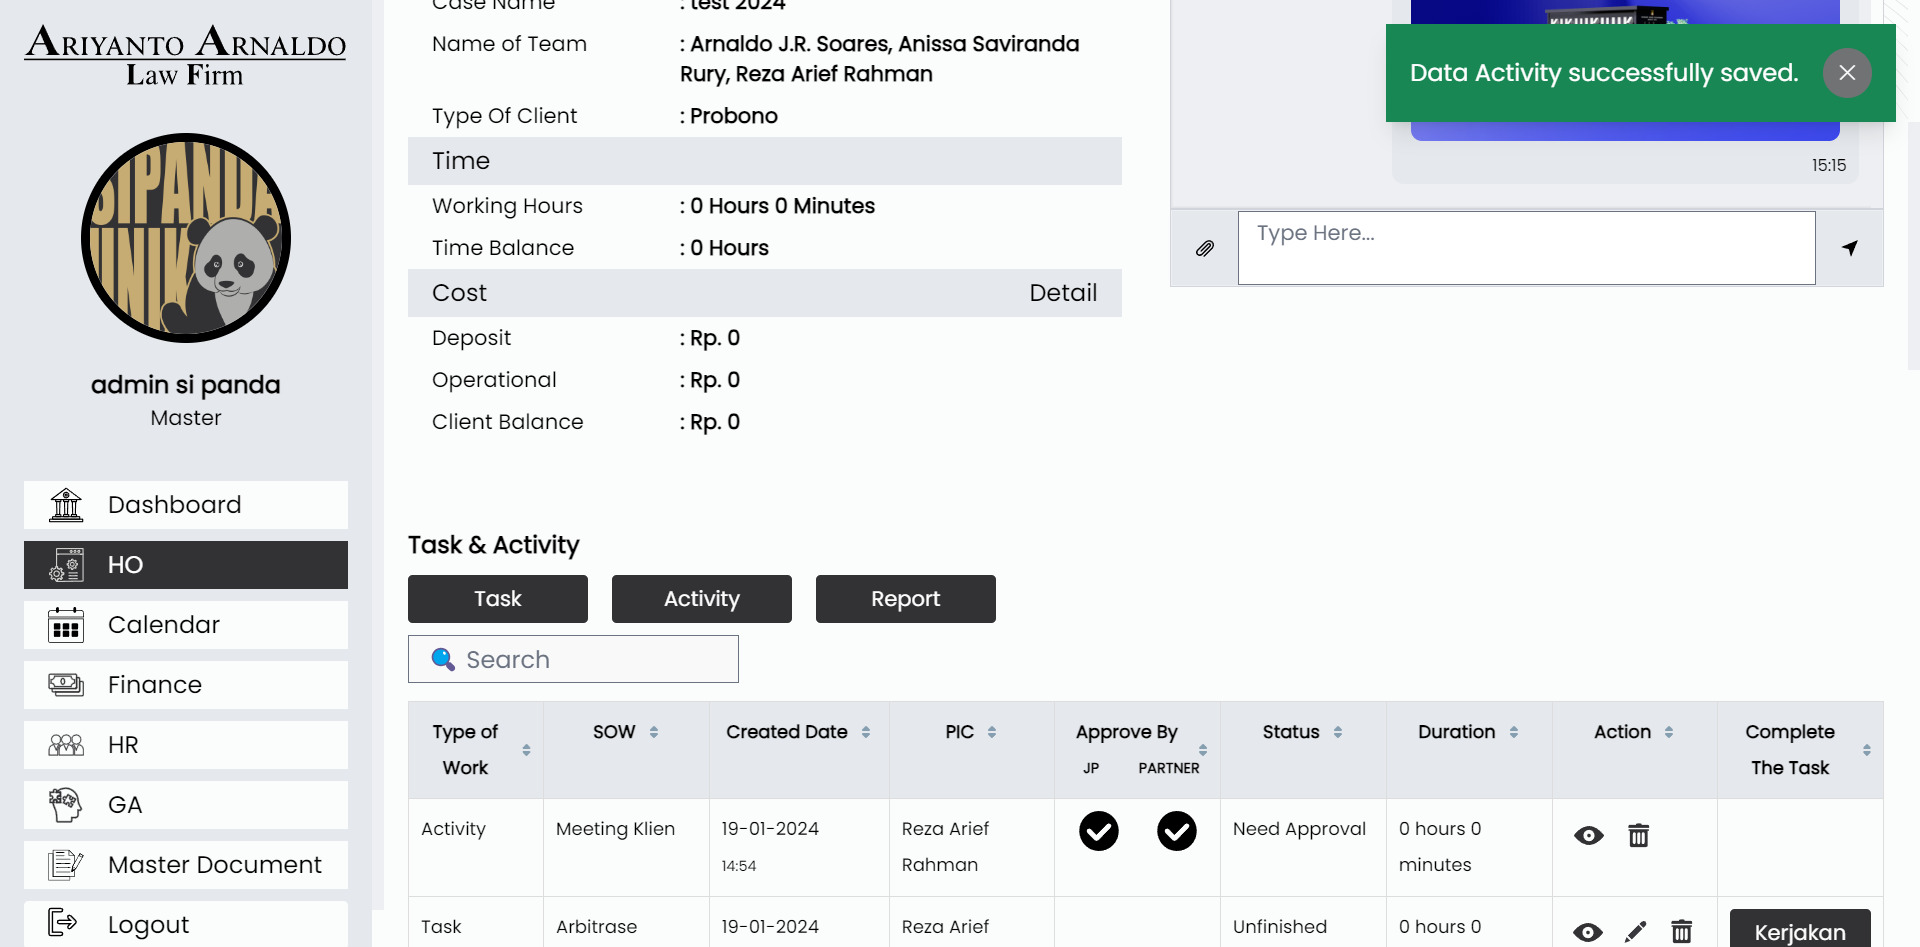 ARIYANTO ARNALDO
LAW FIRM
SIPANDA
UNIK
admin si panda
Master
Dashboard
HO
Calendar
Finance
HR
GA
Master Document
Logout
Case Name : test 2024
Name of Team : Arnaldo J.R. Soares, Anissa Saviranda
Rury, Reza Arief Rahman
Type Of Client : Probono
Time
Working Hours : 0 Hours 0 Minutes
Time Balance : 0 Hours
Cost Detail
Deposit : Rp. 0
Operational : Rp. 0
Client Balance : Rp. 0
Data Activity successfully saved.
15:15
Type Here...
Task & Activity
Task Activity Report
Search
Type of Work SOW Created Date PIC Approve By JP PARTNER Status Duration Action Complete The Task
Activity Meeting Klien 19-01-2024 Reza Arief Need Approval 0 hours 0
14:54 Rahman minutes
Task Arbitrase 19-01-2024 Reza Arief Unfinished 0 hours 0 Kerjakan